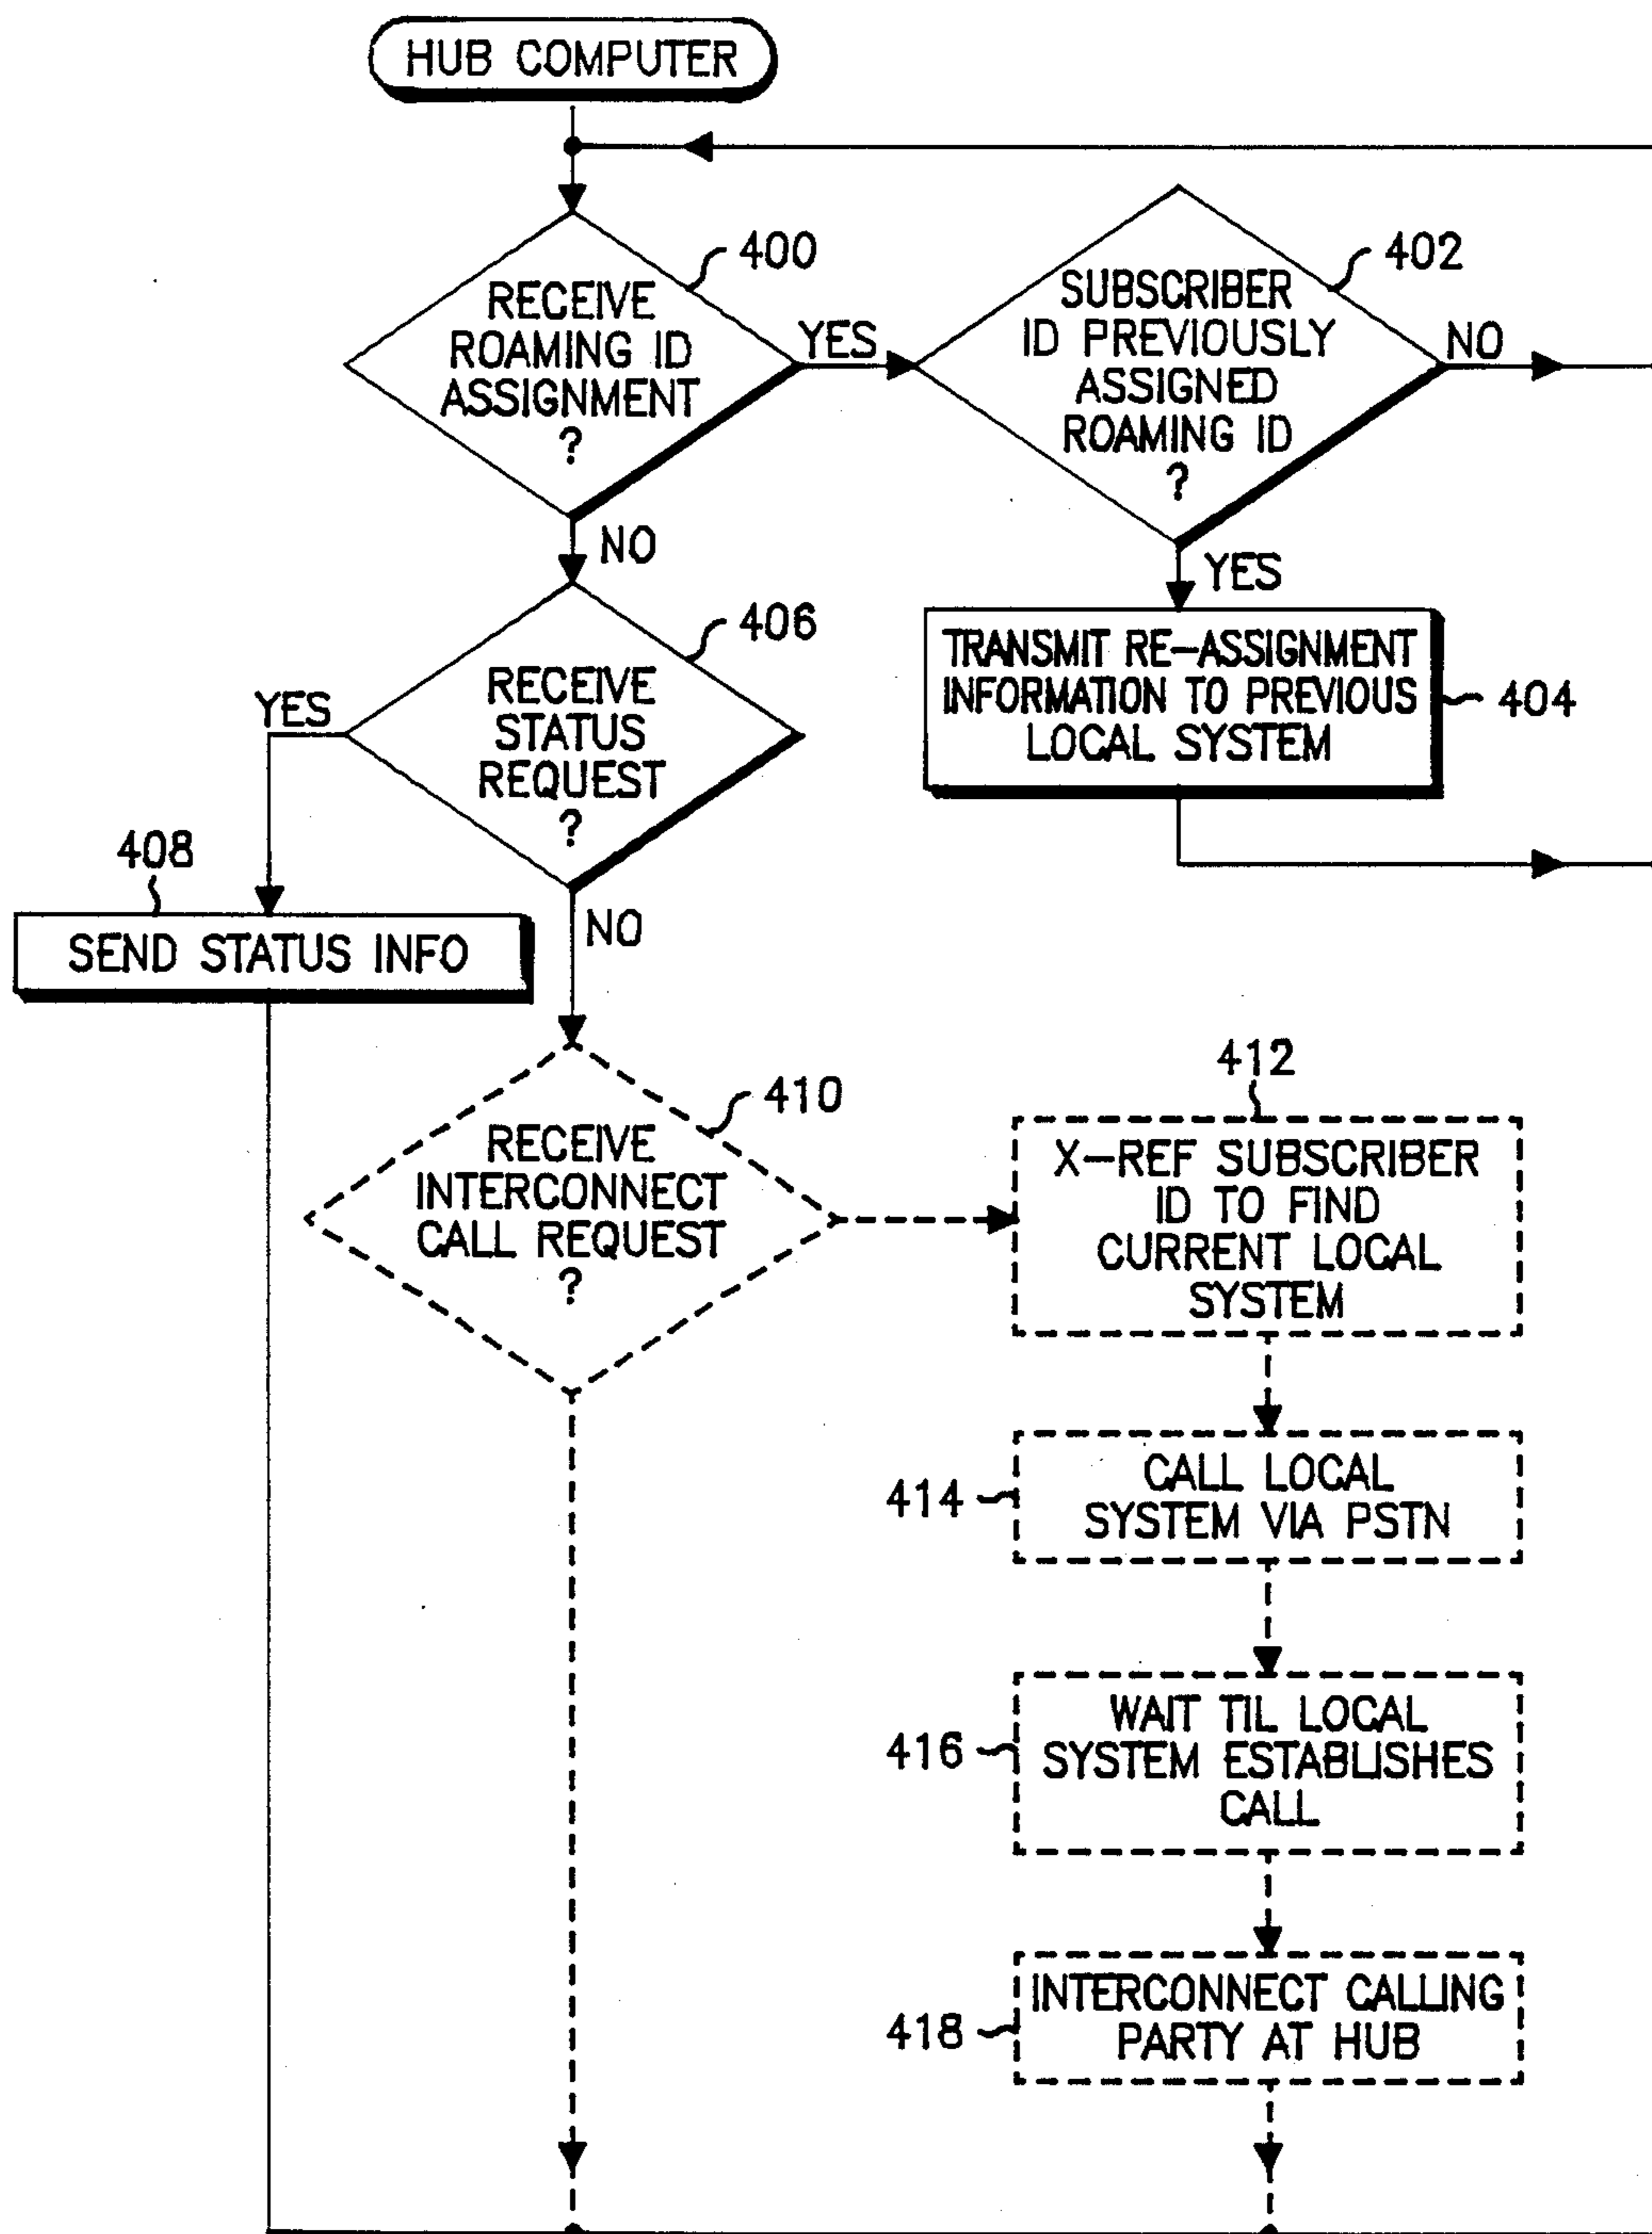 HUB COMPUTER
400
RECEIVE
ROAMING ID
ASSIGNMENT
?
YES
NO
402
SUBSCRIBER
ID PREVIOUSLY
ASSIGNED
ROAMING ID
?
NO
YES
TRANSMIT RE-ASSIGNMENT
INFORMATION TO PREVIOUS
LOCAL SYSTEM
404
406
RECEIVE
STATUS
REQUEST
?
YES
NO
408
SEND STATUS INFO
410
RECEIVE
INTERCONNECT
CALL REQUEST
?
412
X-REF SUBSCRIBER
ID TO FIND
CURRENT LOCAL
SYSTEM
414
CALL LOCAL
SYSTEM VIA PSTN
416
WAIT TIL LOCAL
SYSTEM ESTABLISHES
CALL
418
INTERCONNECT CALLING
PARTY AT HUB